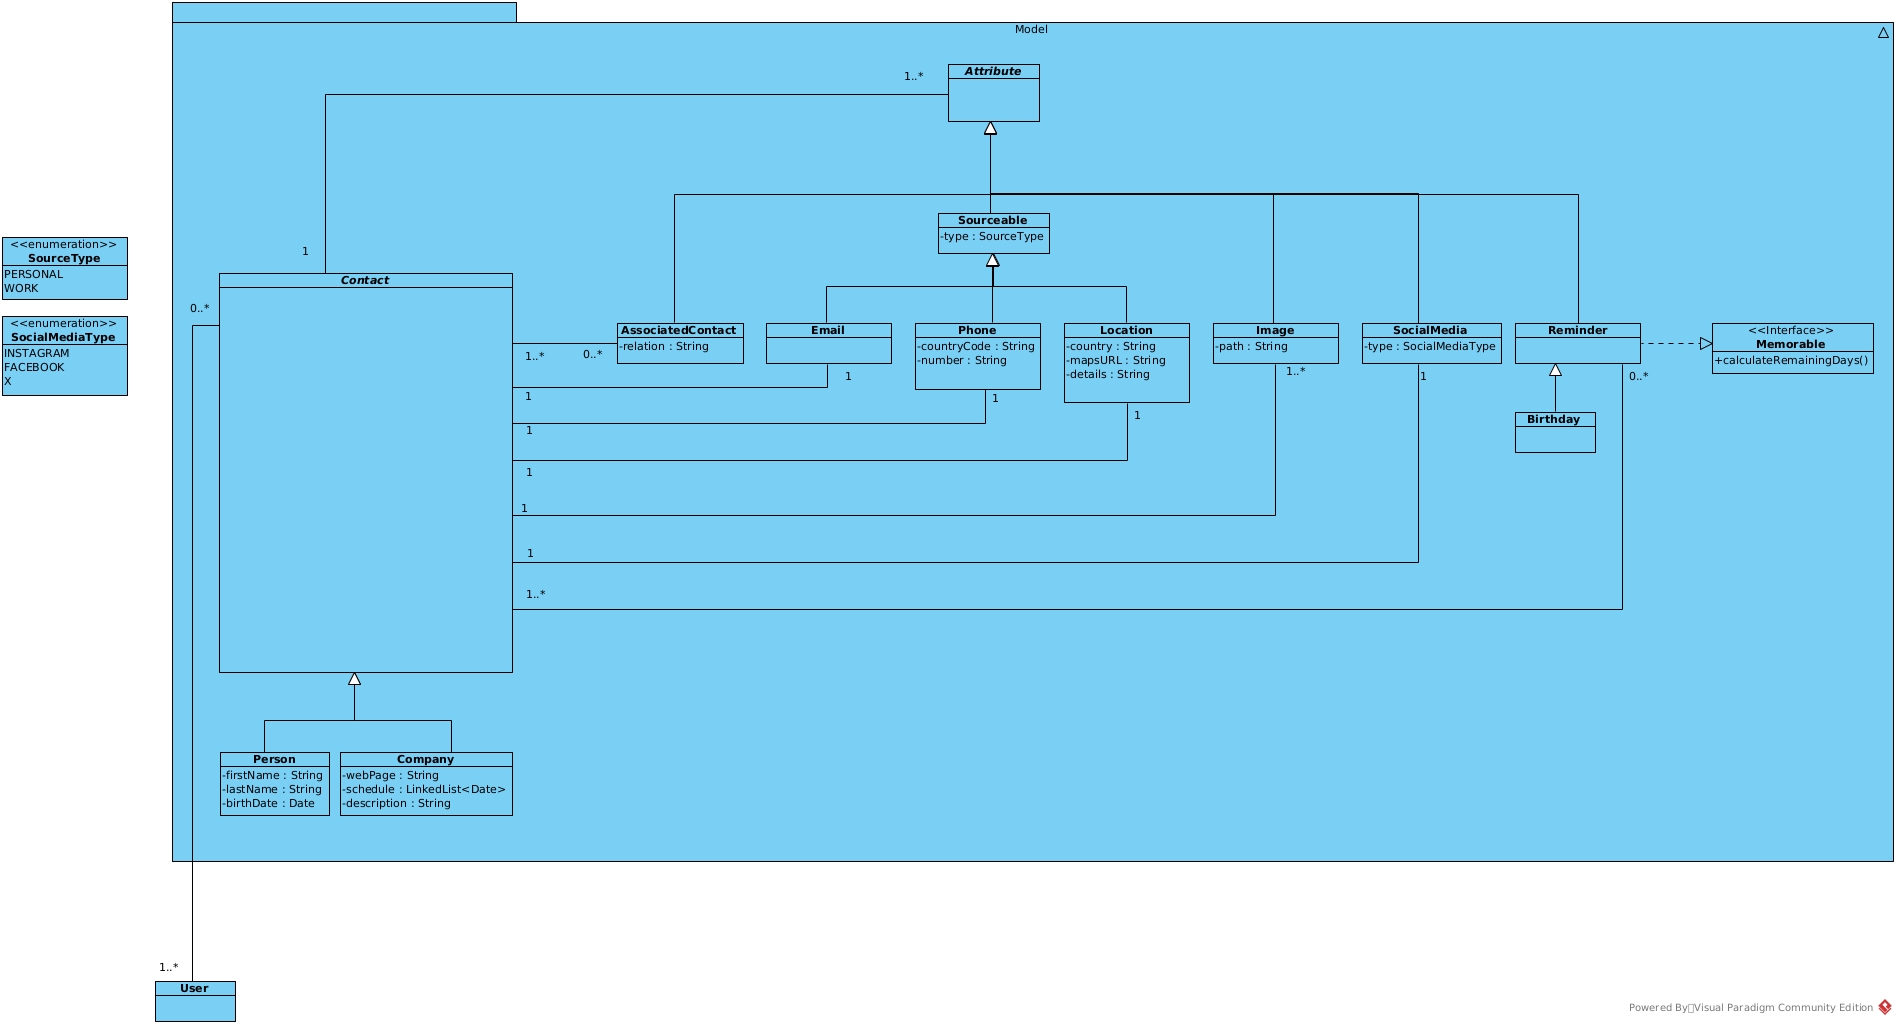 Model
1..*
Attribute
Sourceable
-type : SourceType
<<enumeration>>
SourceType
PERSONAL
WORK
1
Contact
0..*
<<enumeration>>
SocialMediaType
INSTAGRAM
FACEBOOK
X
AssociatedContact
-relation : String
Email
Phone
-countryCode : String
-number : String
Location
-country : String
-mapsURL : String
-details : String
Image
-path : String
SocialMedia
-type : SocialMediaType
Reminder
<<Interface>>
Memorable
+calculateRemainingDays()
1..*
0..*
1
1
1..*
1
0..*
1
1
1
Birthday
1
1
1
1
1..*
Person
-firstName : String
-lastName : String
-birthDate : Date
Company
-webPage : String
-schedule : LinkedList<Date>
-description : String
1..*
User
Powered By Visual Paradigm Community Edition